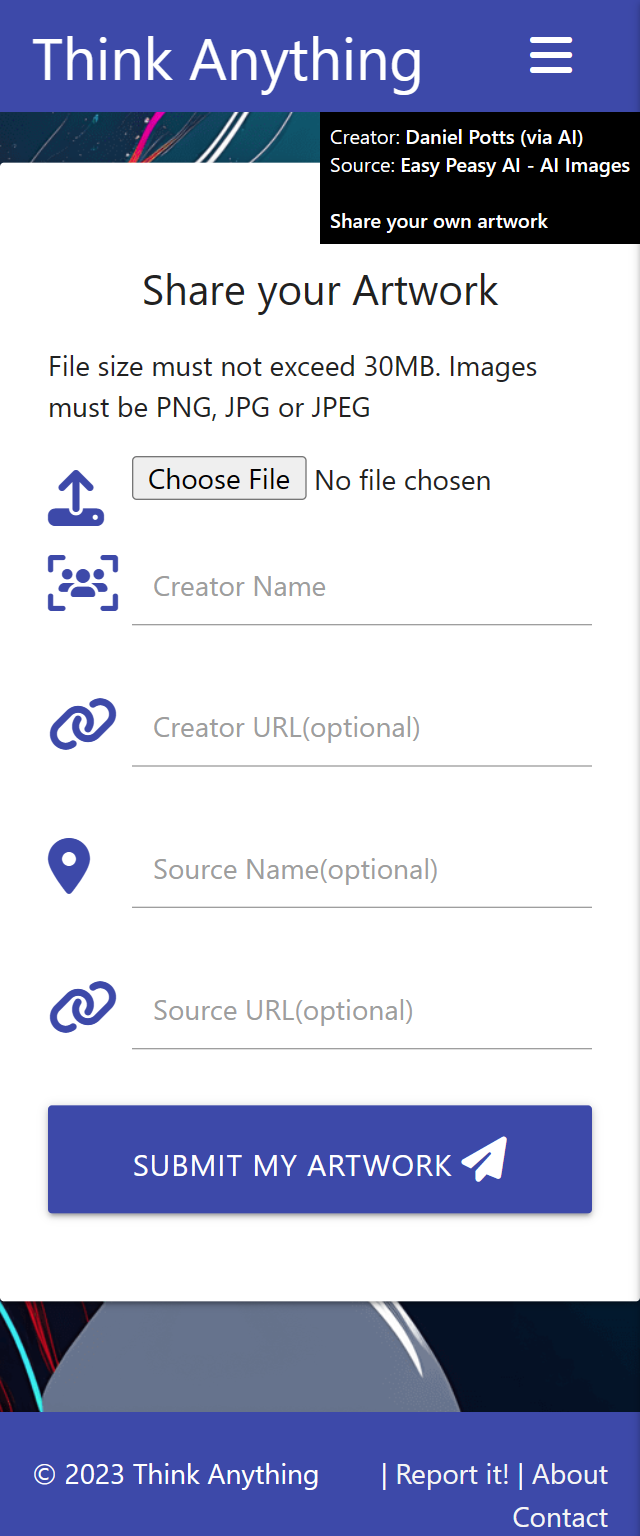 Think Anything
Creator: Daniel Potts (via AI)
Source: Easy Peasy AI - AI Images
Share your own artwork
Share your Artwork
File size must not exceed 30MB. Images
must be PNG, JPG or JPEG
Choose File No file chosen
Creator Name
Creator URL(optional)
Source Name(optional)
Source URL(optional)
SUBMIT MY ARTWORK
© 2023 Think Anything | Report it! | About
Contact